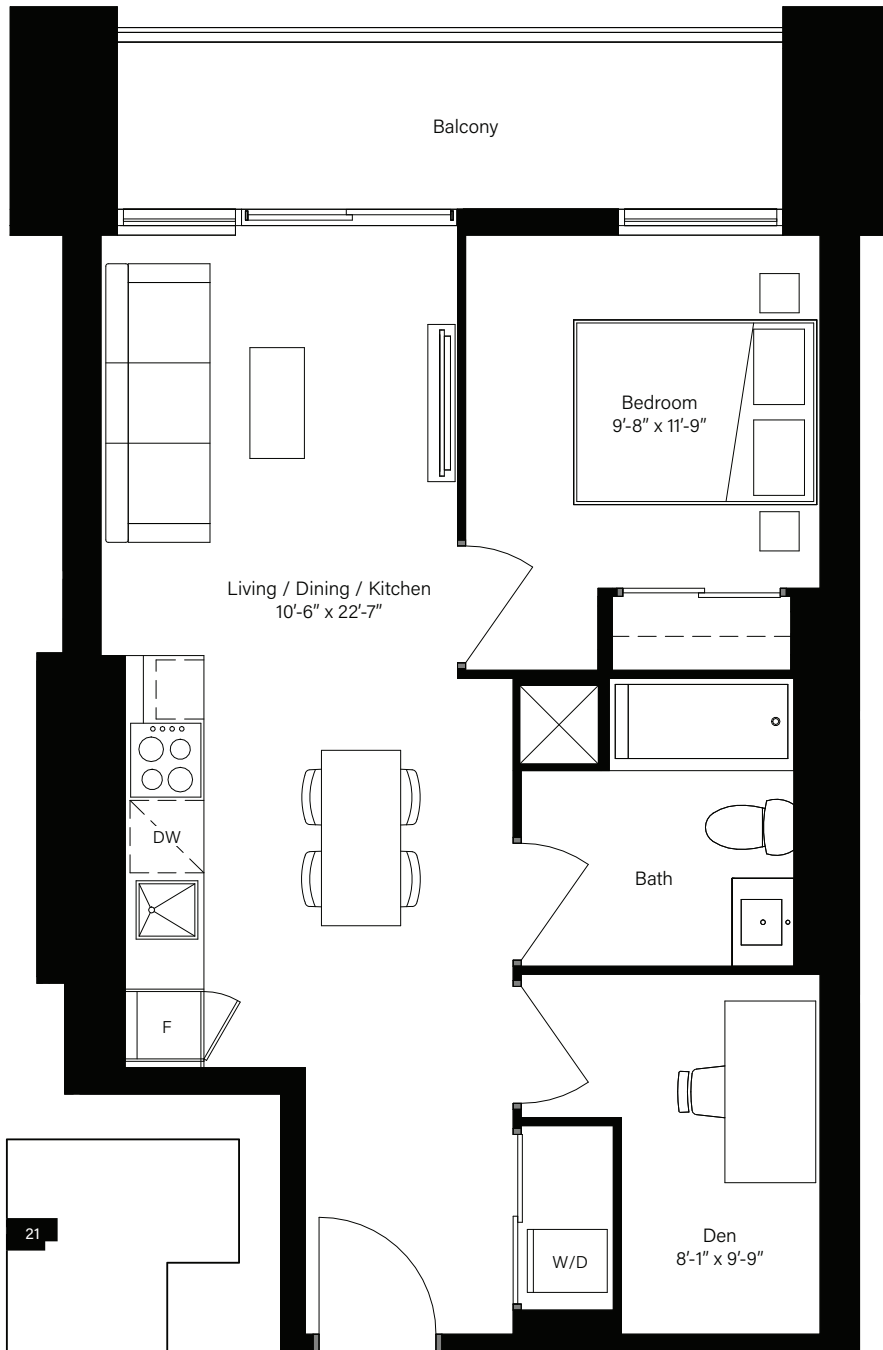 Balcony
Bedroom
9'-8" x 11'-9"
Living / Dining / Kitchen
10'-6" x 22'-7"
DW
Bath
F
21
Den
8'-1" x 9'-9"
W/D